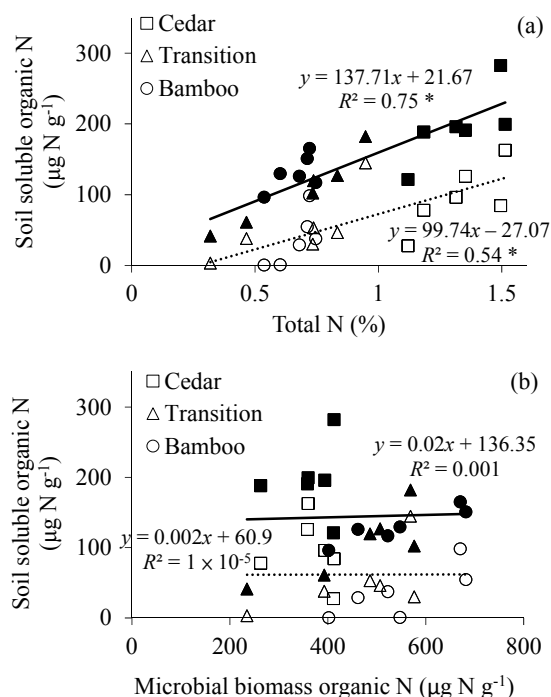 (a)
Cedar
Transition
Bamboo
300
200
100
0
y = 137.71x + 21.67
R² = 0.75 *
y = 99.74x – 27.07
R² = 0.54 *
0 0.5 1 1.5
Total N (%)
Soil soluble organic N
(µg N g⁻¹)
(b)
Cedar
Transition
Bamboo
300
200
100
0
y = 0.02x + 136.35
R² = 0.001
y = 0.002x + 60.9
R² = 1 × 10⁻⁵
0 200 400 600 800
Microbial biomass organic N (µg N g⁻¹)
Soil soluble organic N
(µg N g⁻¹)